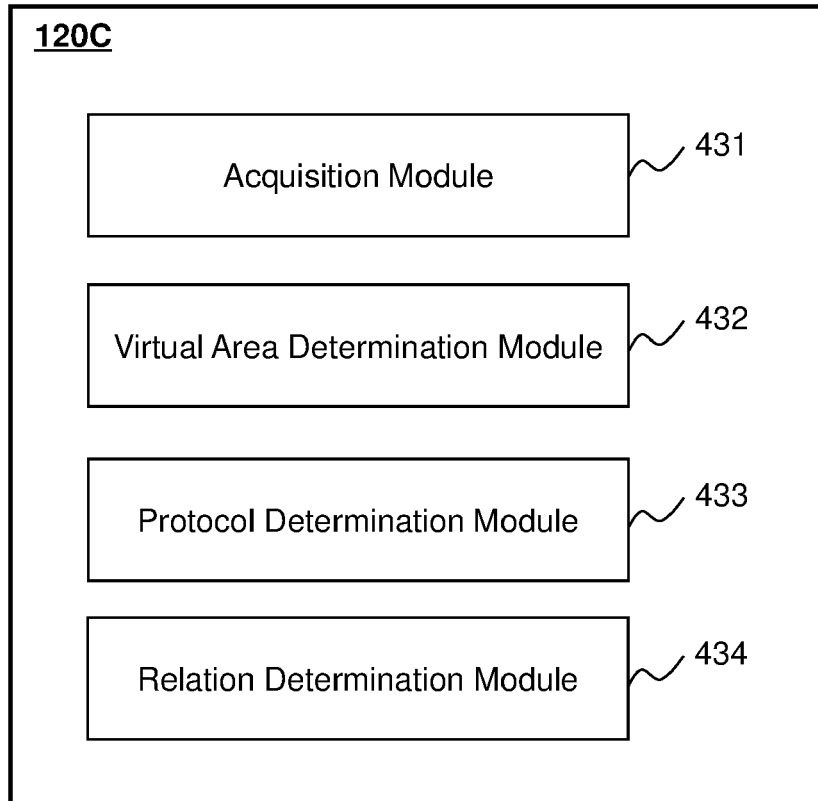 120C
Acquisition Module
431
Virtual Area Determination Module
432
Protocol Determination Module
433
Relation Determination Module
434